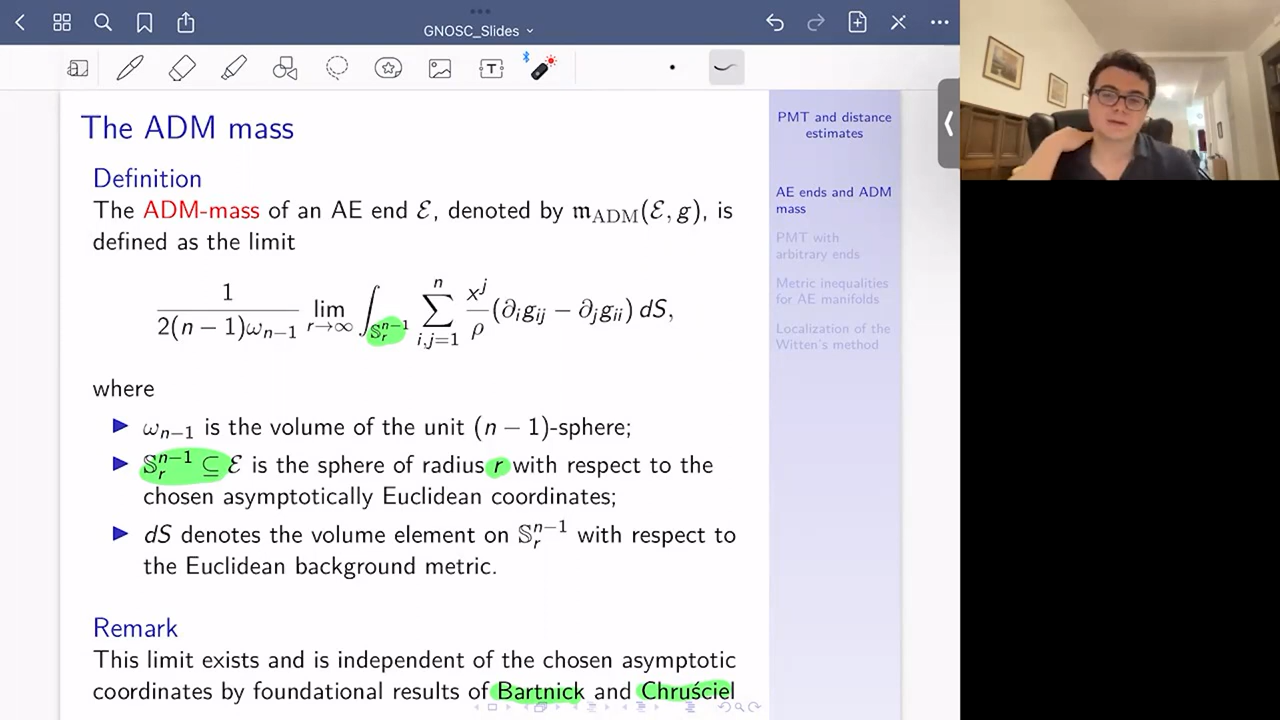 GNOSC_Slides
The ADM mass
Definition
The ADM-mass of an AE end ℰ, denoted by 𝔪_ADM(ℰ, g), is
defined as the limit
1/(2(n − 1)ω_{n−1}) lim_{r→∞} ∫_{𝕊_r^{n−1}} ∑_{i,j=1}^{n} x^j/ρ (∂_i g_{ij} − ∂_j g_{ii}) dS,
where
▶ ω_{n−1} is the volume of the unit (n − 1)-sphere;
▶ 𝕊_r^{n−1} ⊆ ℰ is the sphere of radius r with respect to the
chosen asymptotically Euclidean coordinates;
▶ dS denotes the volume element on 𝕊_r^{n−1} with respect to
the Euclidean background metric.
Remark
This limit exists and is independent of the chosen asymptotic
coordinates by foundational results of Bartnick and Chruściel
PMT and distance
estimates
AE ends and ADM
mass
PMT with
arbitrary ends
Metric inequalities
for AE manifolds
Localization of the
Witten's method